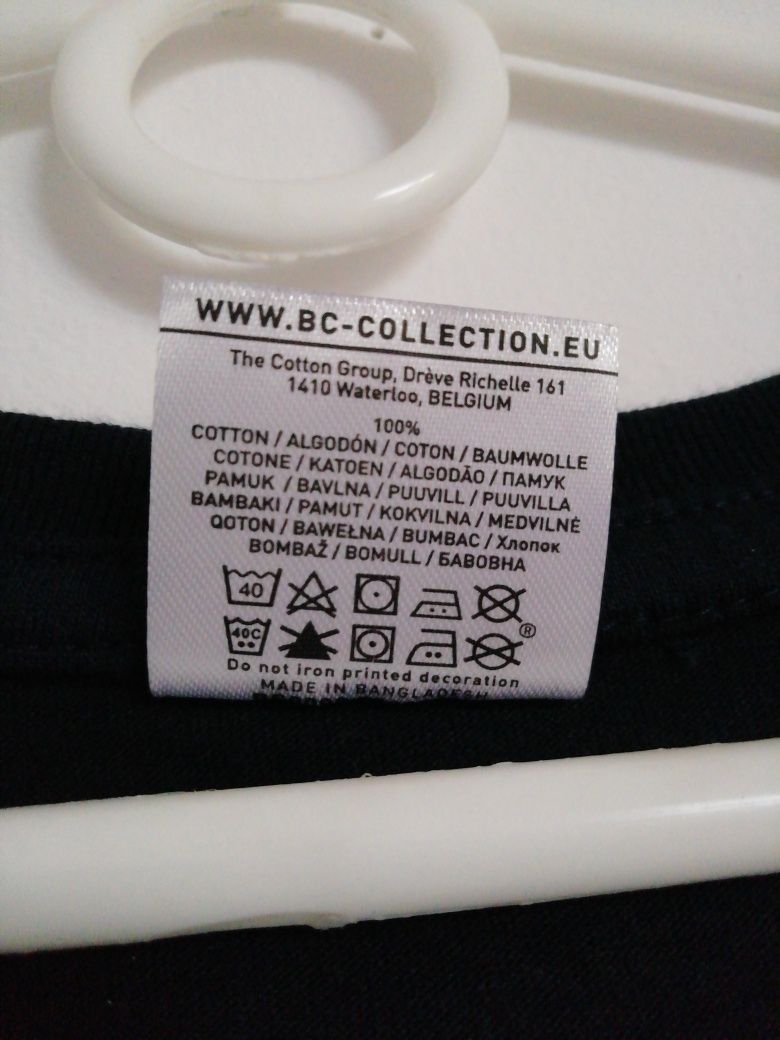 WWW.BC-COLLECTION.EU
The Cotton Group, Drève Richelle 161
1410 Waterloo, BELGIUM
100%
COTTON / ALGODÓN / COTON / BAUMWOLLE
COTONE / KATOEN / ALGODÃO / ПАМУК
PAMUK / BAVLNA / PUUVILL / PUUVILLA
BAMBAKI / PAMUT / KOKVILNA / MEDVILNÉ
QOTON / BAWEŁNA / BUMBAC / Хлопок
BOMBAŽ / BOMULL / БАВОВНА
40
40C ®
Do not iron printed decoration
MADE IN BANGLADESH